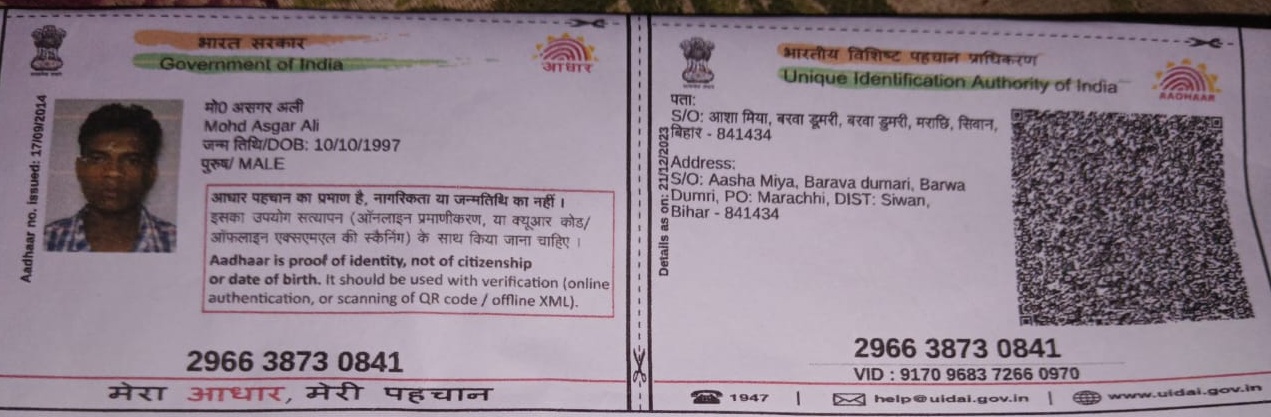 भारत सरकार
Government of India
आधार
Aadhaar no. issued: 17/09/2014
मो0 असगर अली
Mohd Asgar Ali
जन्म तिथि/DOB: 10/10/1997
पुरुष/ MALE
आधार पहचान का प्रमाण है, नागरिकता या जन्मतिथि का नहीं ।
इसका उपयोग सत्यापन (ऑनलाइन प्रमाणीकरण, या क्यूआर कोड/
ऑफलाइन एक्सएमएल की स्कैनिंग) के साथ किया जाना चाहिए ।
Aadhaar is proof of identity, not of citizenship
or date of birth. It should be used with verification (online
authentication, or scanning of QR code / offline XML).
2966 3873 0841
मेरा आधार, मेरी पहचान
भारतीय विशिष्ट पहचान प्राधिकरण
Unique Identification Authority of India
AADHAAR
Details as on: 21/12/2023
पता:
S/O: आशा मिया, बरवा डूमरी, बरवा डुमरी, मराछि, सिवान,
बिहार - 841434
Address:
S/O: Aasha Miya, Barava dumari, Barwa
Dumri, PO: Marachhi, DIST: Siwan,
Bihar - 841434
2966 3873 0841
VID : 9170 9683 7266 0970
1947 | help@uidai.gov.in | www.uidai.gov.in